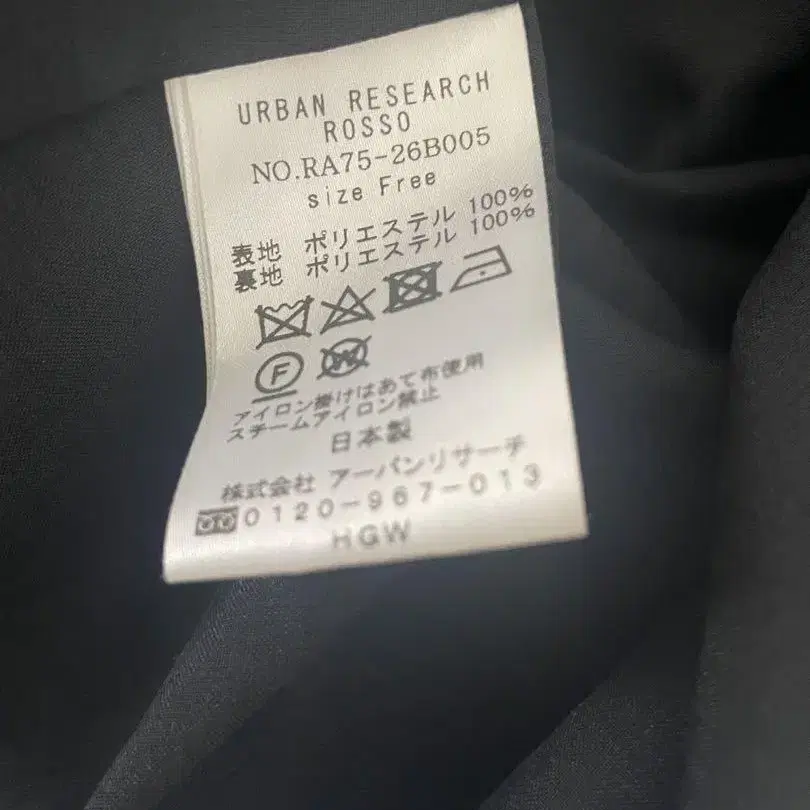 URBAN RESEARCH
ROSSO
NO.RA75-26B005
size Free
表地 ポリエステル 100%
裏地 ポリエステル 100%
F W
アイロン掛けはあて布使用
スチームアイロン禁止
日本製
株式会社 アーバンリサーチ
0120-967-013
HGW